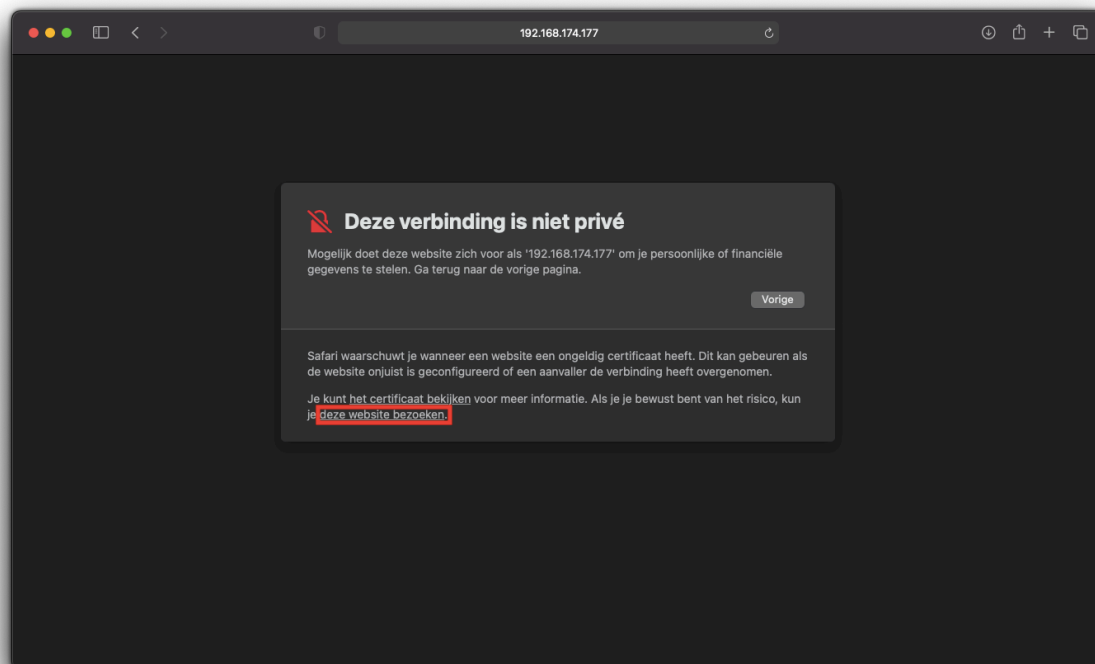 192.168.174.177
Deze verbinding is niet privé
Mogelijk doet deze website zich voor als '192.168.174.177' om je persoonlijke of financiële
gegevens te stelen. Ga terug naar de vorige pagina.
Vorige
Safari waarschuwt je wanneer een website een ongeldig certificaat heeft. Dit kan gebeuren als
de website onjuist is geconfigureerd of een aanvaller de verbinding heeft overgenomen.
Je kunt het certificaat bekijken voor meer informatie. Als je je bewust bent van het risico, kun
je deze website bezoeken.